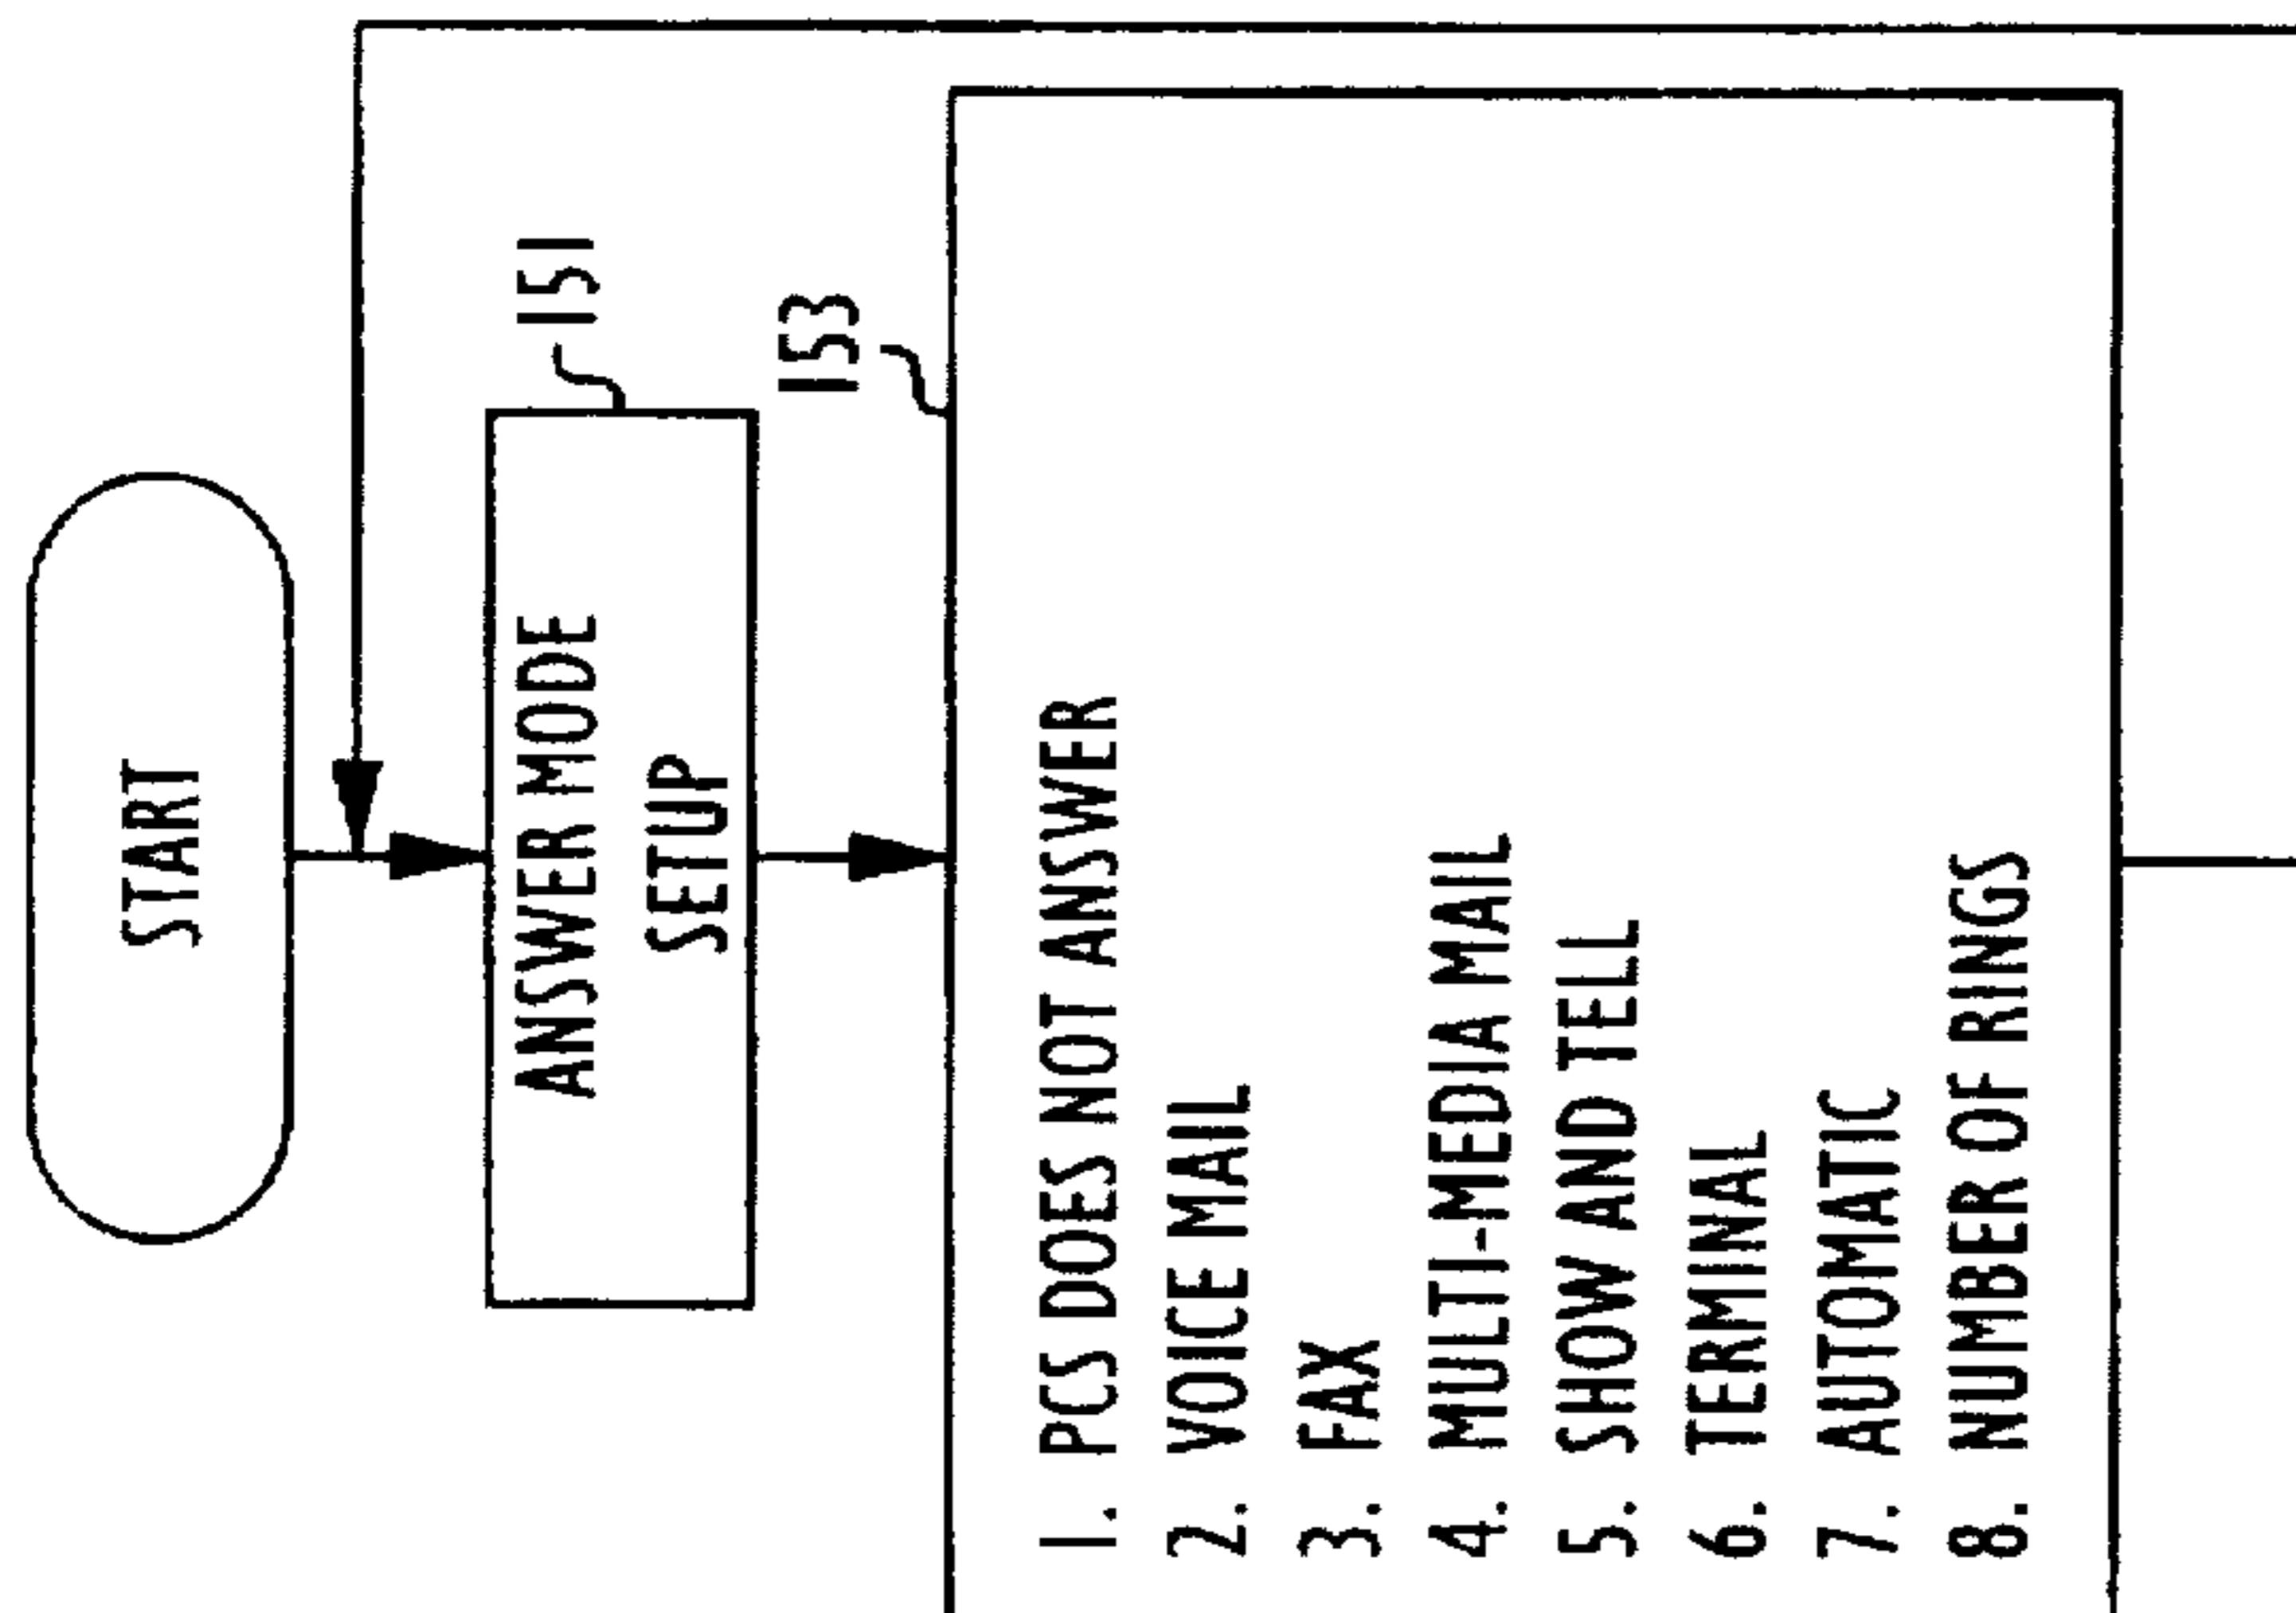 START
151
ANSWER MODE
SETUP
153
1. PCS DOES NOT ANSWER
2. VOICE MAIL
3. FAX
4. MULTI-MEDIA MAIL
5. SHOW AND TELL
6. TERMINAL
7. AUTOMATIC
8. NUMBER OF RINGS